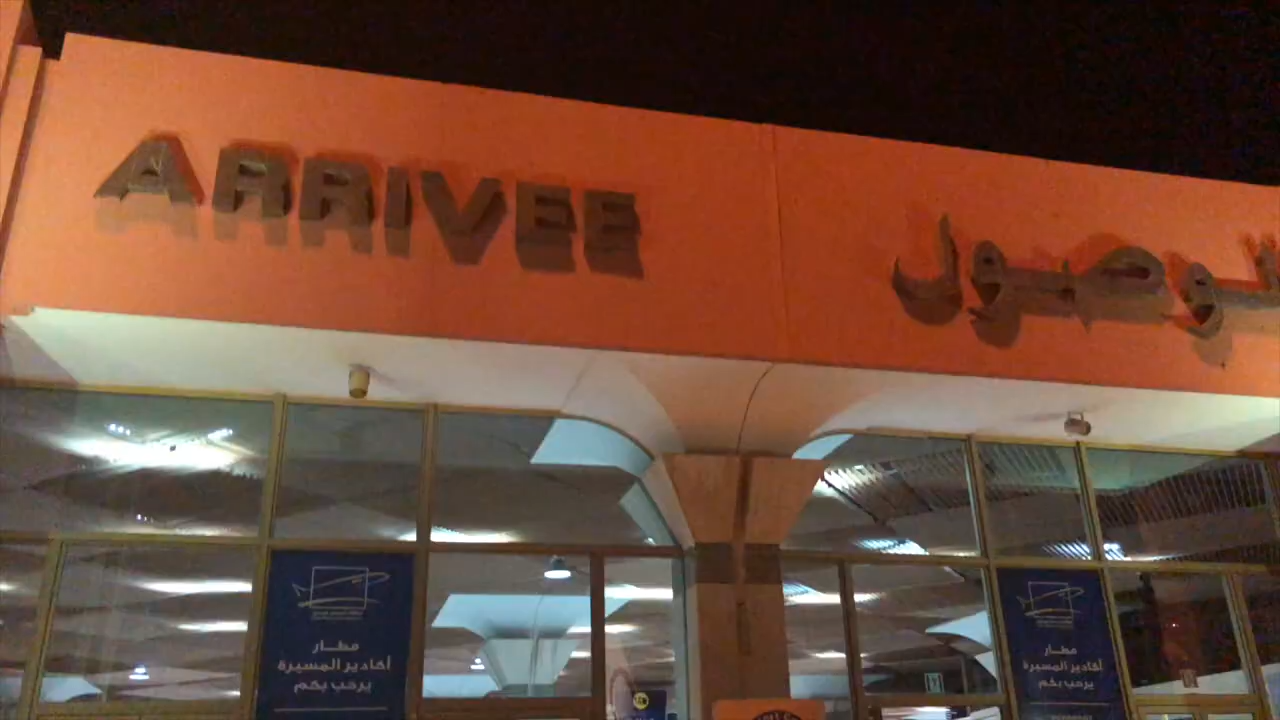 ARRIVEE
الوصول
مطار
أكادير المسيرة
يرحب بكم
مطار
أكادير المسيرة
يرحب بكم